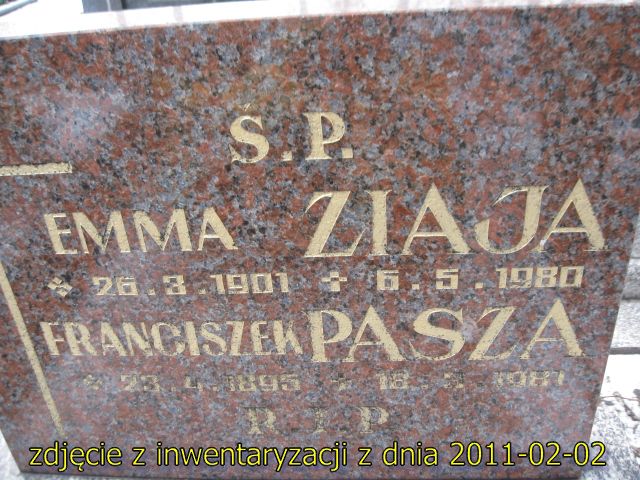 Ś.P.
EMMA ZIAJA
* 26.3.1901 + 6.5.1980
FRANCISZEK PASZA
* 23.4.1895 + 18. 1981
R I P
zdjęcie z inwentaryzacji z dnia 2011-02-02